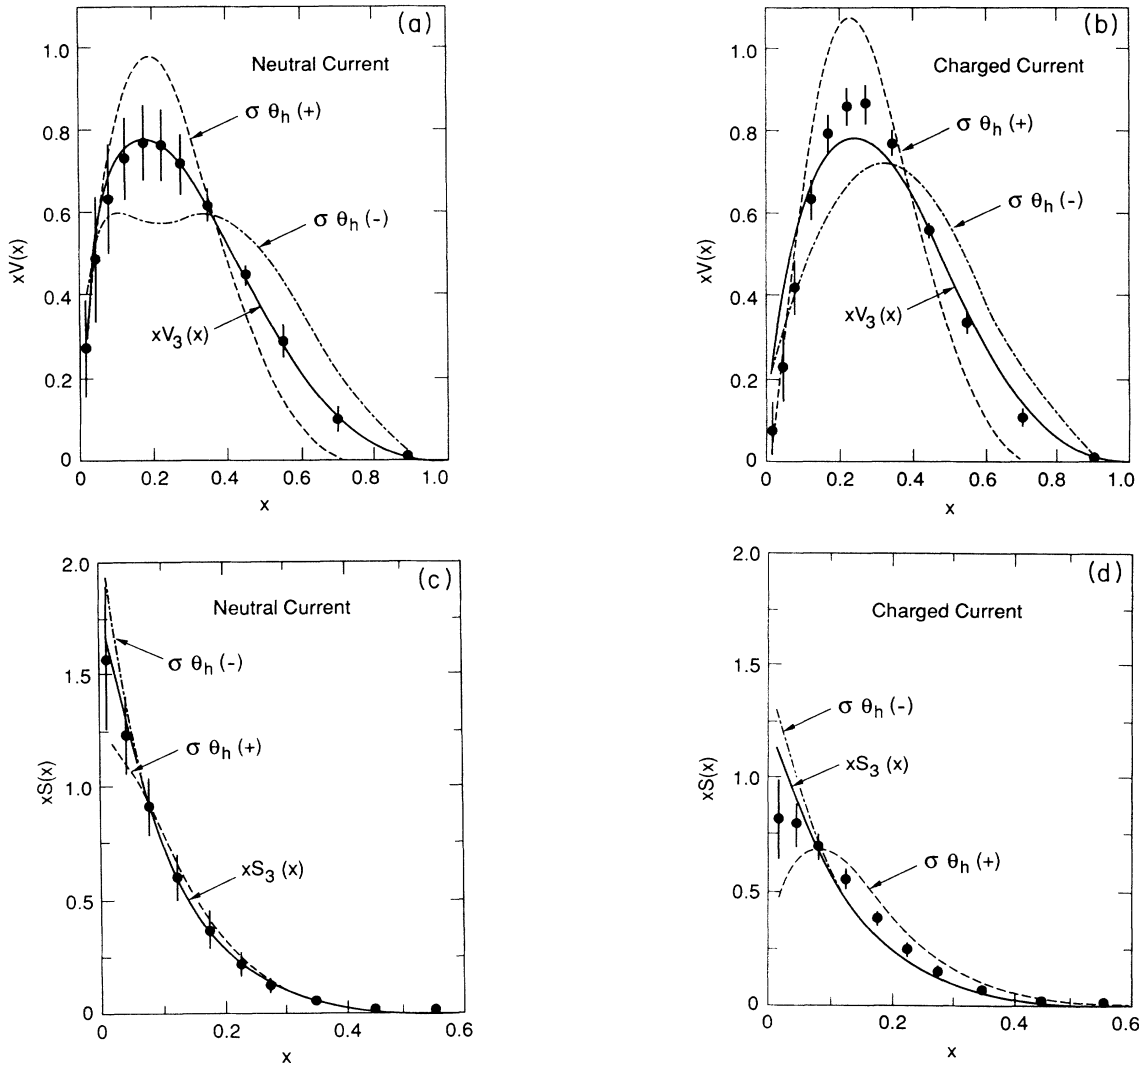 (a)
Neutral Current
σ θh (+)
σ θh (-)
xV3 (x)
xV(x)
1.0
0.8
0.6
0.4
0.2
0
0 0.2 0.4 0.6 0.8 1.0
x
(b)
Charged Current
σ θh (+)
σ θh (-)
xV3 (x)
xV(x)
1.0
0.8
0.6
0.4
0.2
0
0 0.2 0.4 0.6 0.8 1.0
x
(c)
Neutral Current
σ θh (-)
σ θh (+)
xS3 (x)
xS(x)
2.0
1.5
1.0
0.5
0
0 0.2 0.4 0.6
x
(d)
Charged Current
σ θh (-)
xS3 (x)
σ θh (+)
xS(x)
2.0
1.5
1.0
0.5
0
0 0.2 0.4 0.6
x